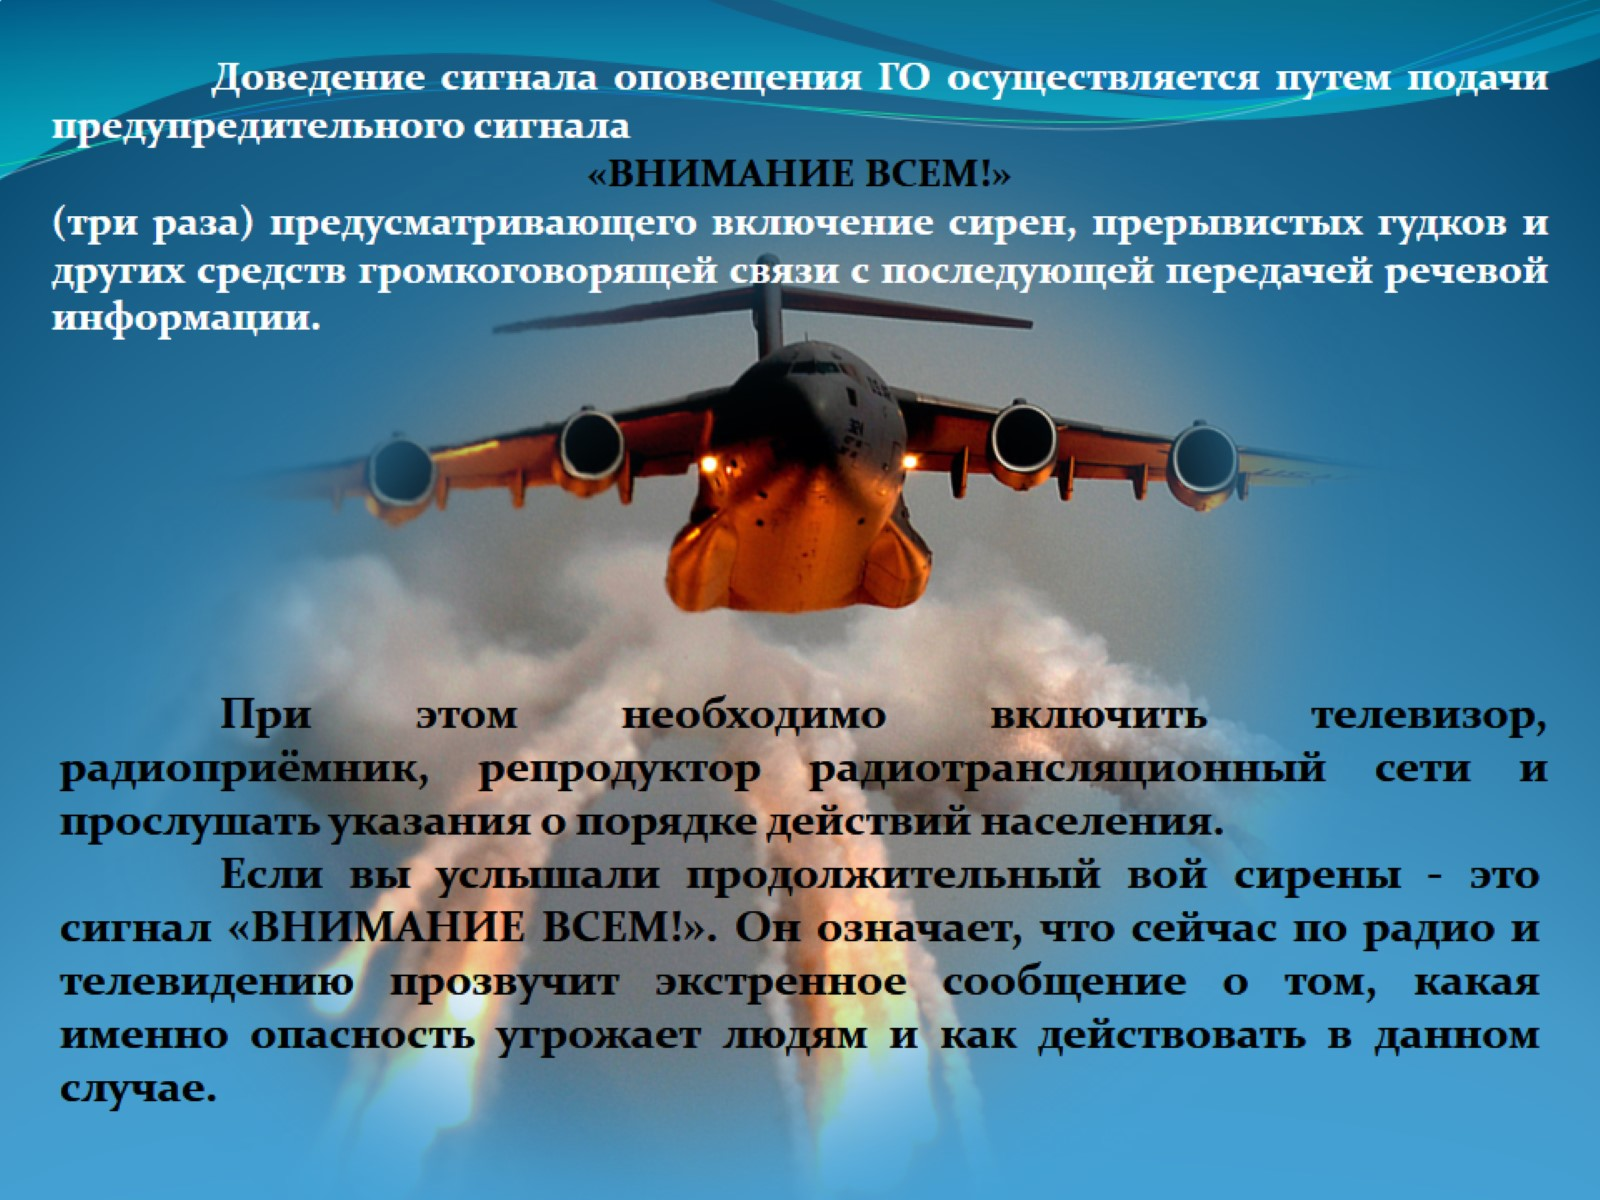 Доведение сигнала оповещения ГО осуществляется путем подачи
предупредительного сигнала
«ВНИМАНИЕ ВСЕМ!»
(три раза) предусматривающего включение сирен, прерывистых гудков и
других средств громкоговорящей связи с последующей передачей речевой
информации.
При этом необходимо включить телевизор,
радиоприёмник, репродуктор радиотрансляционный сети и
прослушать указания о порядке действий населения.
Если вы услышали продолжительный вой сирены - это
сигнал «ВНИМАНИЕ ВСЕМ!». Он означает, что сейчас по радио и
телевидению прозвучит экстренное сообщение о том, какая
именно опасность угрожает людям и как действовать в данном
случае.